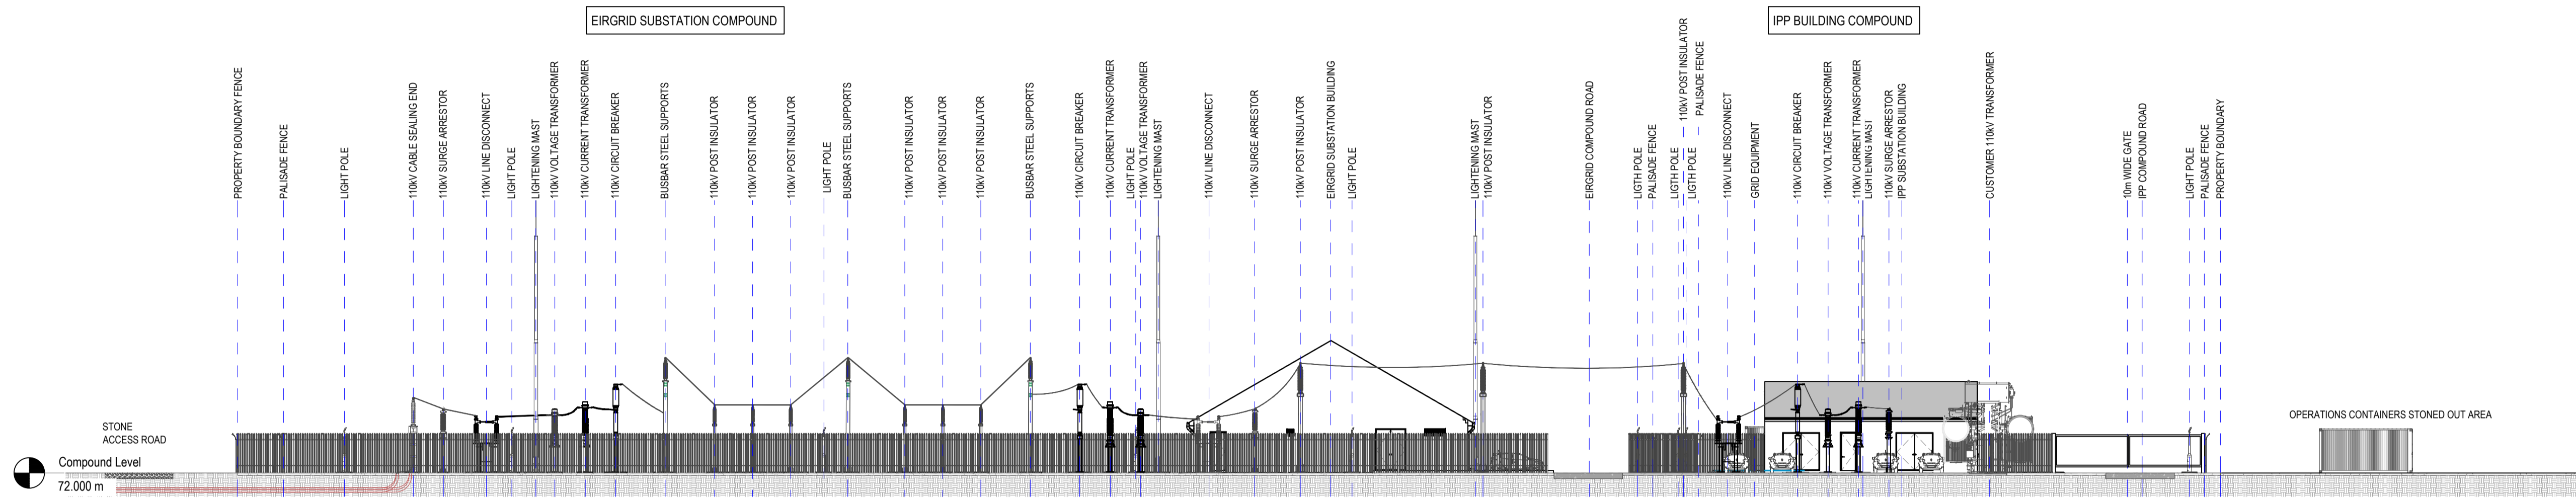 EIRGRID SUBSTATION COMPOUND
IPP BUILDING COMPOUND
PROPERTY BOUNDARY FENCE
PALISADE FENCE
LIGHT POLE
110kV CABLE SEALING END
110kV SURGE ARRESTOR
110kV LINE DISCONNECT
LIGHT POLE
LIGHTENING MAST
110kV VOLTAGE TRANSFORMER
110kV CURRENT TRANSFORMER
110kV CIRCUIT BREAKER
BUSBAR STEEL SUPPORTS
110kV POST INSULATOR
110kV POST INSULATOR
110kV POST INSULATOR
LIGHT POLE
BUSBAR STEEL SUPPORTS
110kV POST INSULATOR
110kV POST INSULATOR
110kV POST INSULATOR
BUSBAR STEEL SUPPORTS
110kV CIRCUIT BREAKER
110kV CURRENT TRANSFORMER
LIGHT POLE
110kV VOLTAGE TRANSFORMER
LIGHTENING MAST
110kV LINE DISCONNECT
110kV SURGE ARRESTOR
110kV POST INSULATOR
EIRGRID SUBSTATION BUILDING
LIGHT POLE
LIGHTENING MAST
110kV POST INSULATOR
EIRGRID COMPOUND ROAD
LIGTH POLE
PALISADE FENCE
LIGTH POLE
110kV POST INSULATOR
LIGTH POLE
PALISADE FENCE
110kV LINE DISCONNECT
GRID EQUIPMENT
110kV CIRCUIT BREAKER
110kV VOLTAGE TRANSFORMER
110kV CURRENT TRANSFORMER
LIGHTENING MAST
110kV SURGE ARRESTOR
IPP SUBSTATION BUILDING
CUSTOMER 110kV TRANSFORMER
10m WIDE GATE
IPP COMPOUND ROAD
LIGHT POLE
PALISADE FENCE
PROPERTY BOUNDARY
STONE
ACCESS ROAD
OPERATIONS CONTAINERS STONED OUT AREA
Compound Level
72.000 m